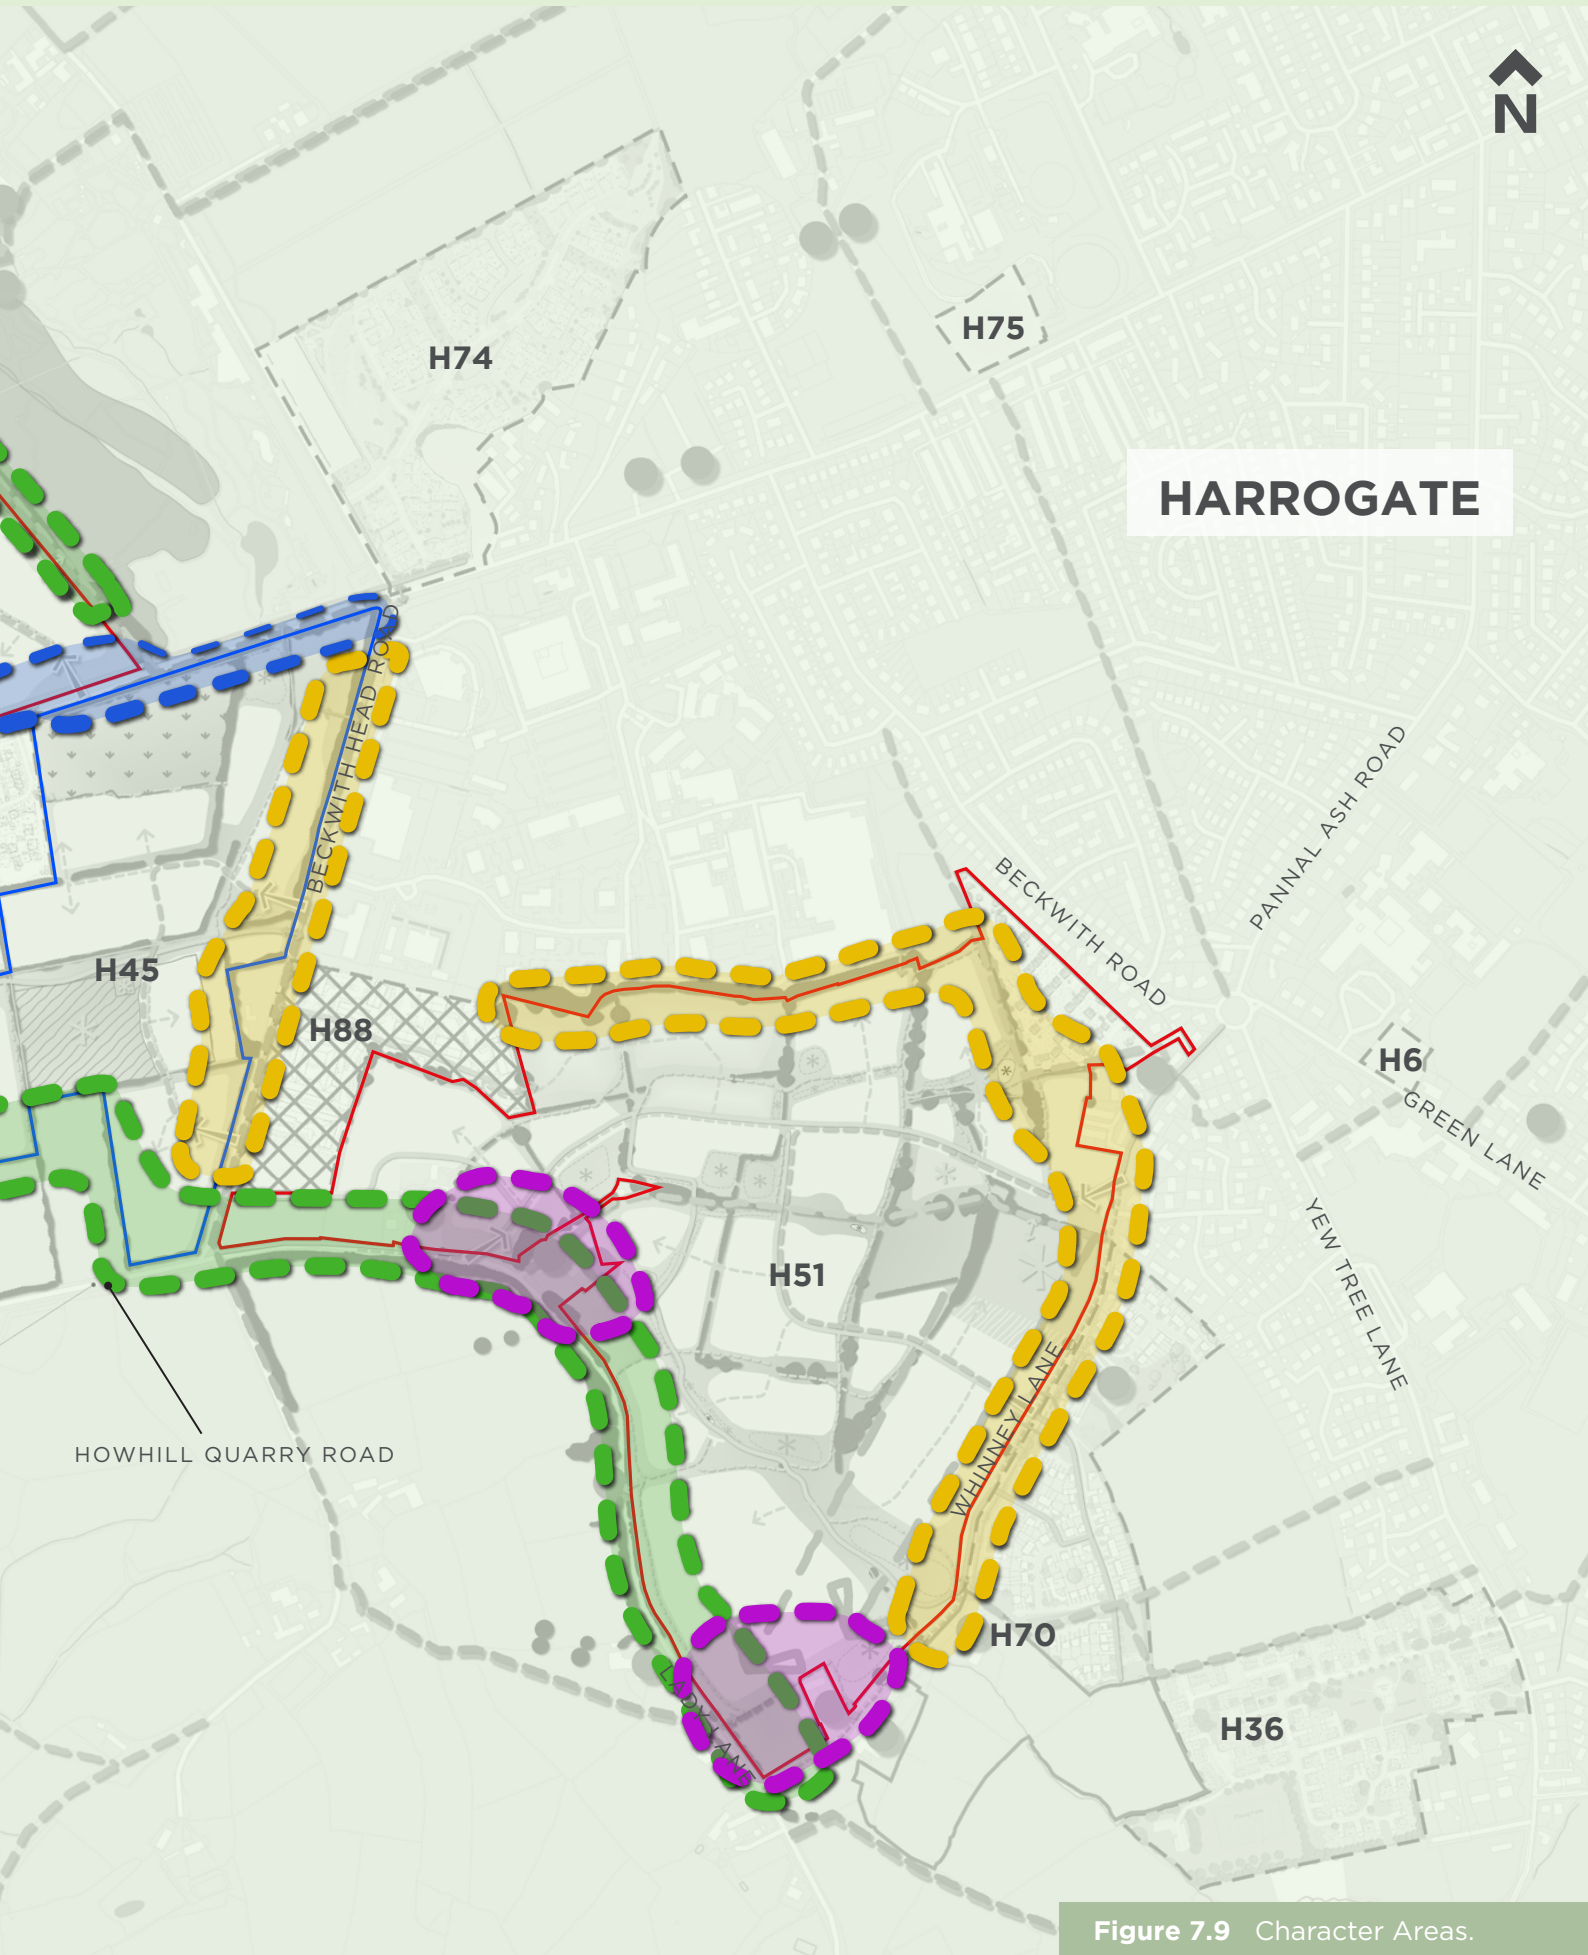 N
H75
H74
HARROGATE
BECKWITH HEAD ROAD
PANNAL ASH ROAD
BECKWITH ROAD
H45
H88
H6
GREEN LANE
YEW TREE LANE
H51
WHINNEY LANE
HOWHILL QUARRY ROAD
H70
LADY LANE
H36
Figure 7.9 Character Areas.